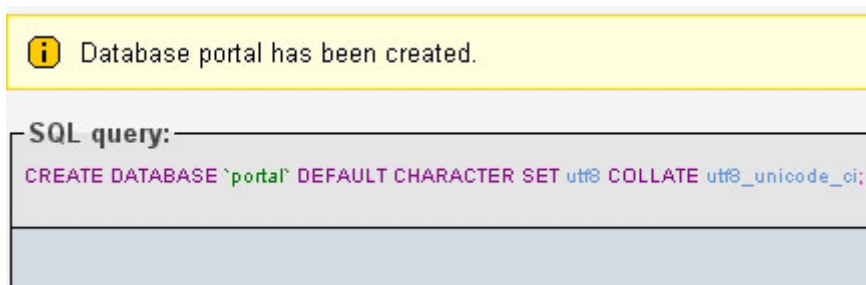 Database portal has been created.
SQL query:
CREATE DATABASE `portal` DEFAULT CHARACTER SET utf8 COLLATE utf8_unicode_ci;